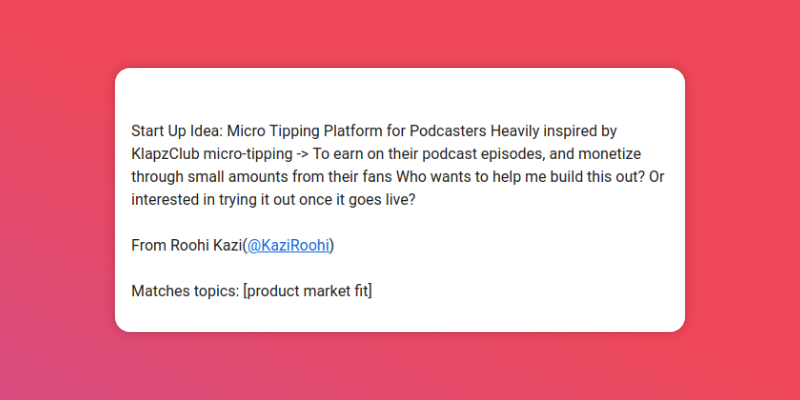 Start Up Idea: Micro Tipping Platform for Podcasters Heavily inspired by
KlapzClub micro-tipping -> To earn on their podcast episodes, and monetize
through small amounts from their fans Who wants to help me build this out? Or
interested in trying it out once it goes live?
From Roohi Kazi(@KaziRoohi)
Matches topics: [product market fit]